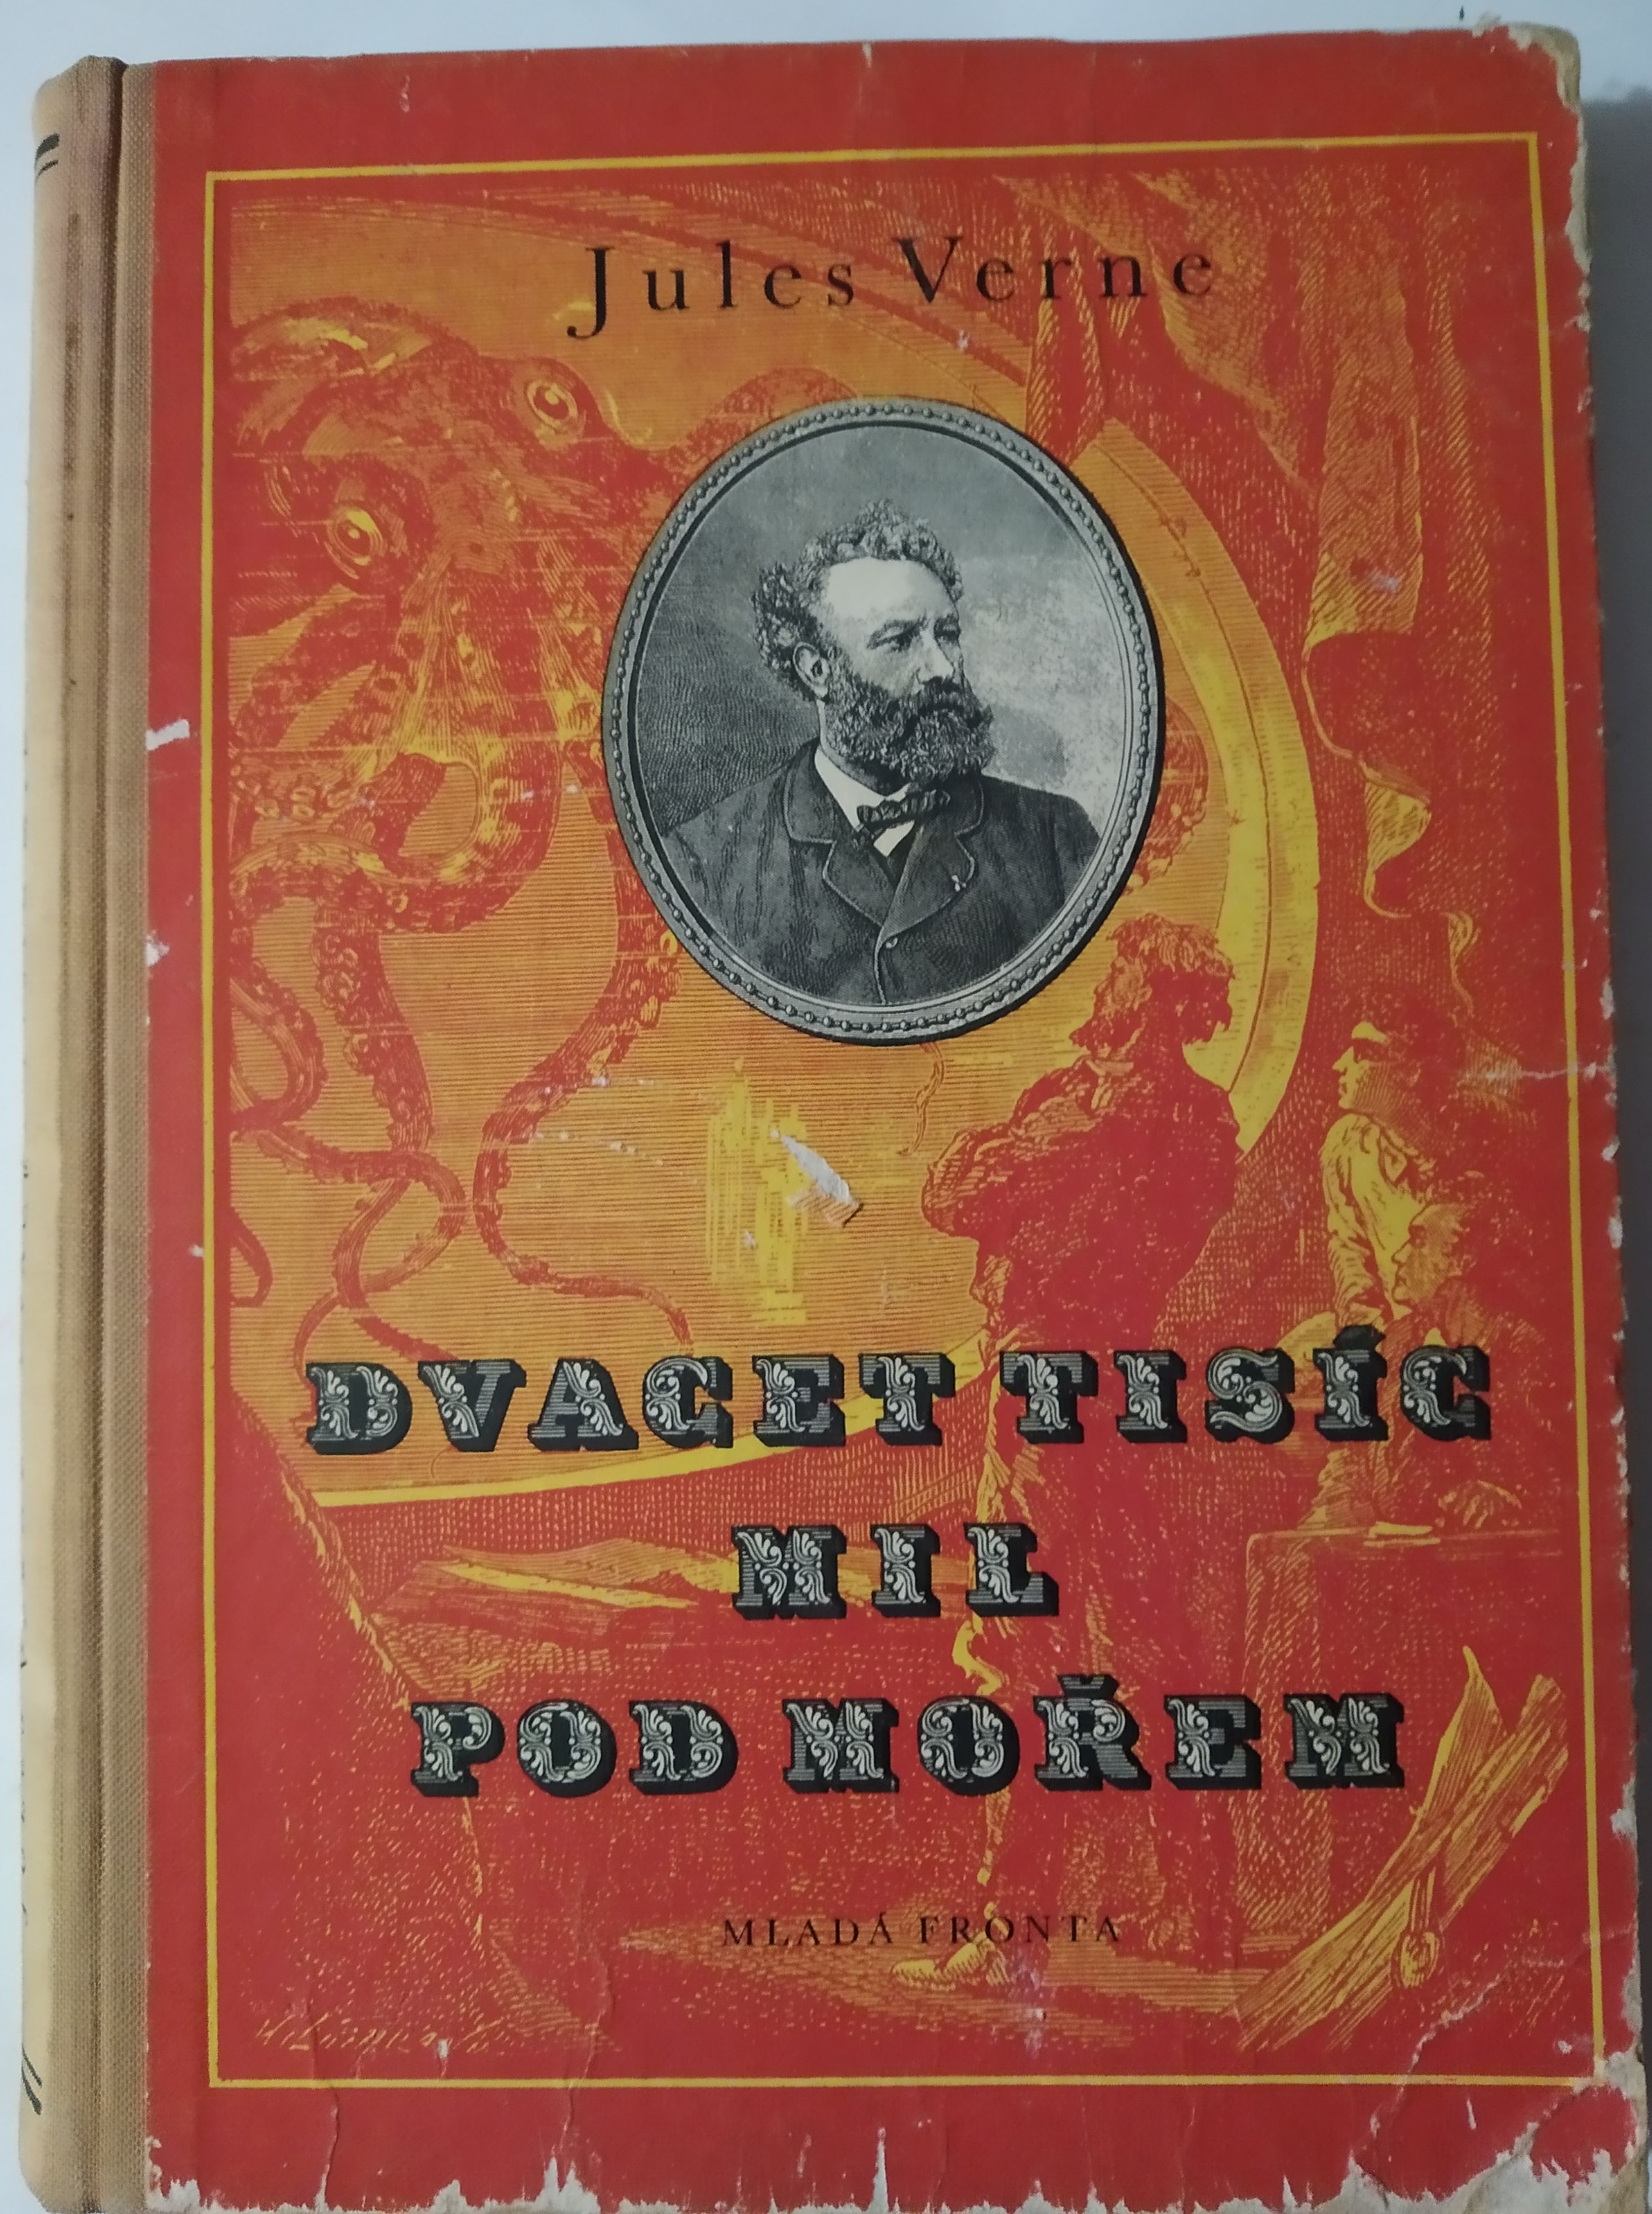 Jules Verne
DVACET TISÍC
MIL
POD MOŘEM
MLADÁ FRONTA